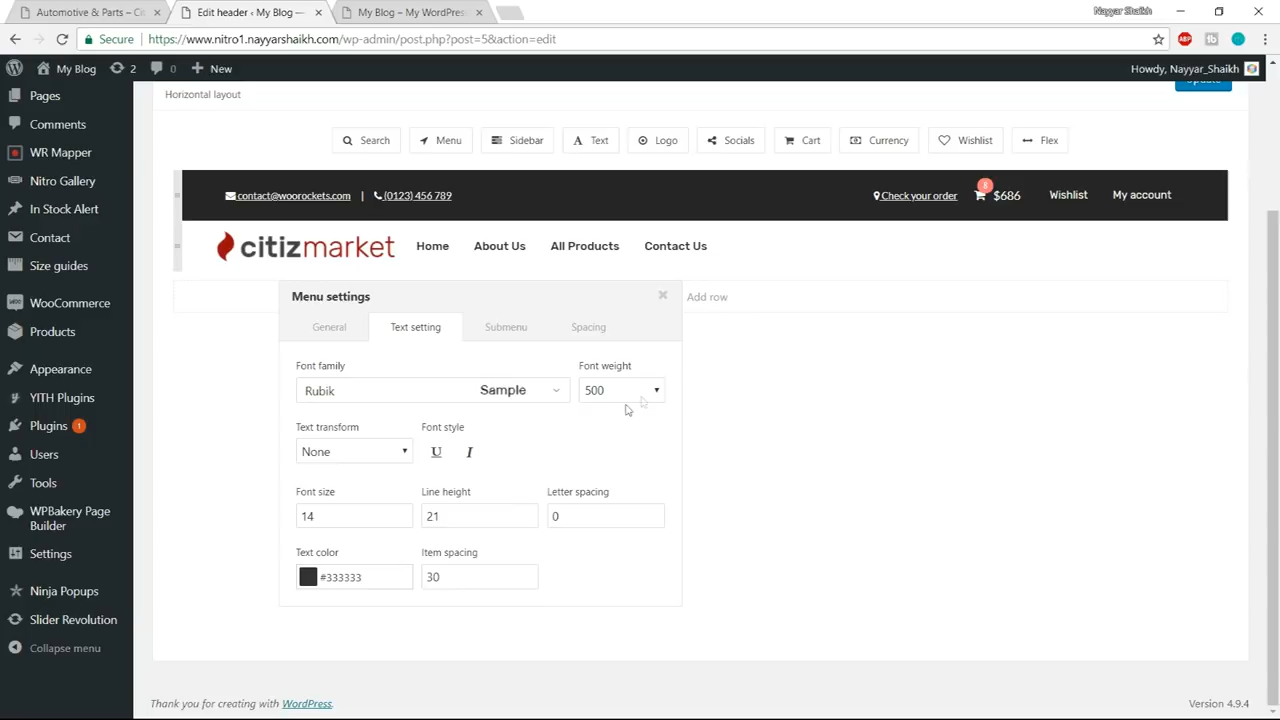 Automotive & Parts – Ci
Edit header ‹ My Blog —
My Blog – My WordPres
Nayyar Shaikh
Secure
https://www.nitro1.nayyarshaikh.com/wp-admin/post.php?post=5&action=edit
ABP
My Blog
2
0
New
Howdy, Nayyar_Shaikh
Pages
Comments
WR Mapper
Nitro Gallery
In Stock Alert
Contact
Size guides
WooCommerce
Products
Appearance
YITH Plugins
Plugins 1
Users
Tools
WPBakery Page
Builder
Settings
Ninja Popups
Slider Revolution
Collapse menu
Horizontal layout
Update
Search
Menu
Sidebar
Text
Logo
Socials
Cart
Currency
Wishlist
Flex
contact@woorockets.com | (0123) 456 789
Check your order
$686
Wishlist
My account
citizmarket
Home
About Us
All Products
Contact Us
Add row
Menu settings
General
Text setting
Submenu
Spacing
Font family
Font weight
Rubik
Sample
500
Text transform
Font style
None
U
I
Font size
Line height
Letter spacing
14
21
0
Text color
Item spacing
#333333
30
Thank you for creating with WordPress.
Version 4.9.4